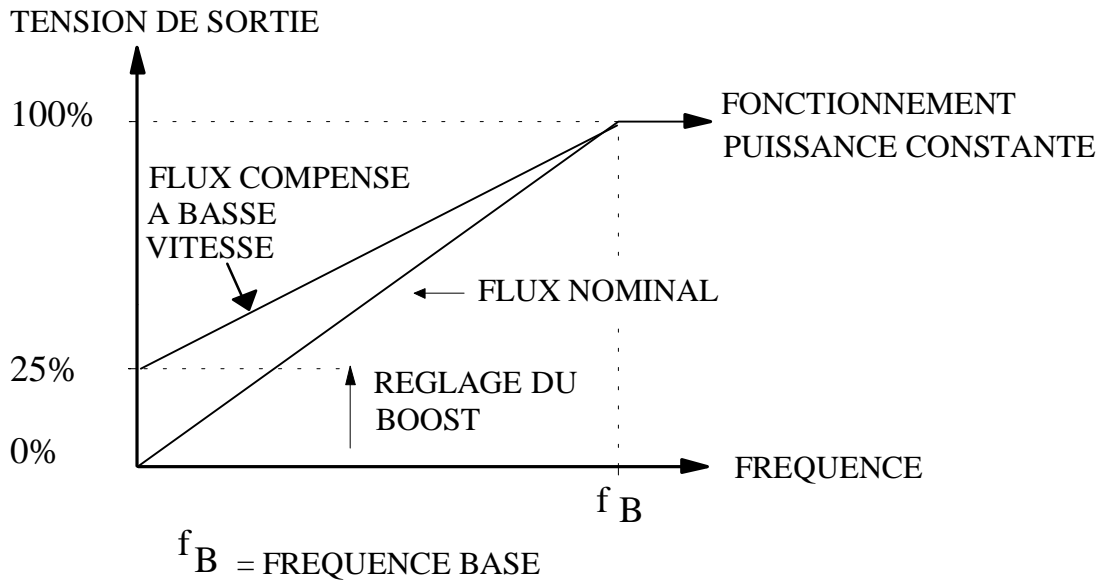 TENSION DE SORTIE
100%
FONCTIONNEMENT
PUISSANCE CONSTANTE
FLUX COMPENSE
A BASSE
VITESSE
FLUX NOMINAL
25%
REGLAGE DU
BOOST
0%
FREQUENCE
f B
f B = FREQUENCE BASE